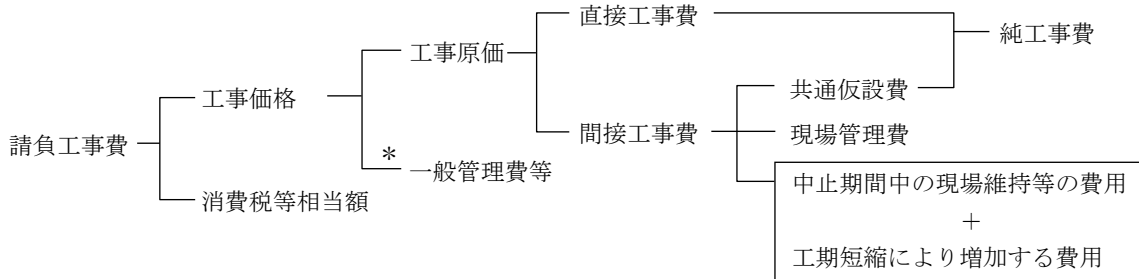 直接工事費
純工事費
工事原価
工事価格
共通仮設費
間接工事費
現場管理費
請負工事費
*
一般管理費等
中止期間中の現場維持等の費用
+
工期短縮により増加する費用
消費税等相当額